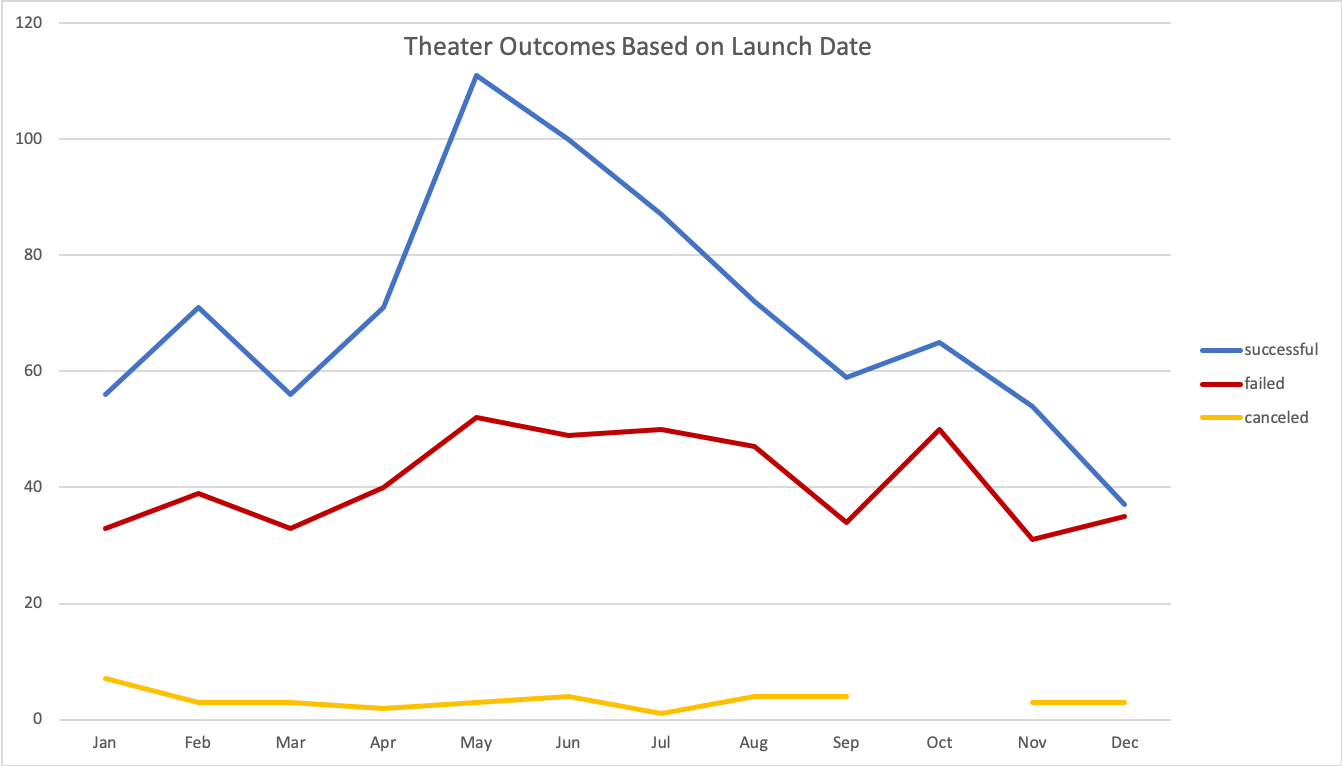 Theater Outcomes Based on Launch Date
120
100
80
60
40
20
0
Jan Feb Mar Apr May Jun Jul Aug Sep Oct Nov Dec
successful
failed
canceled